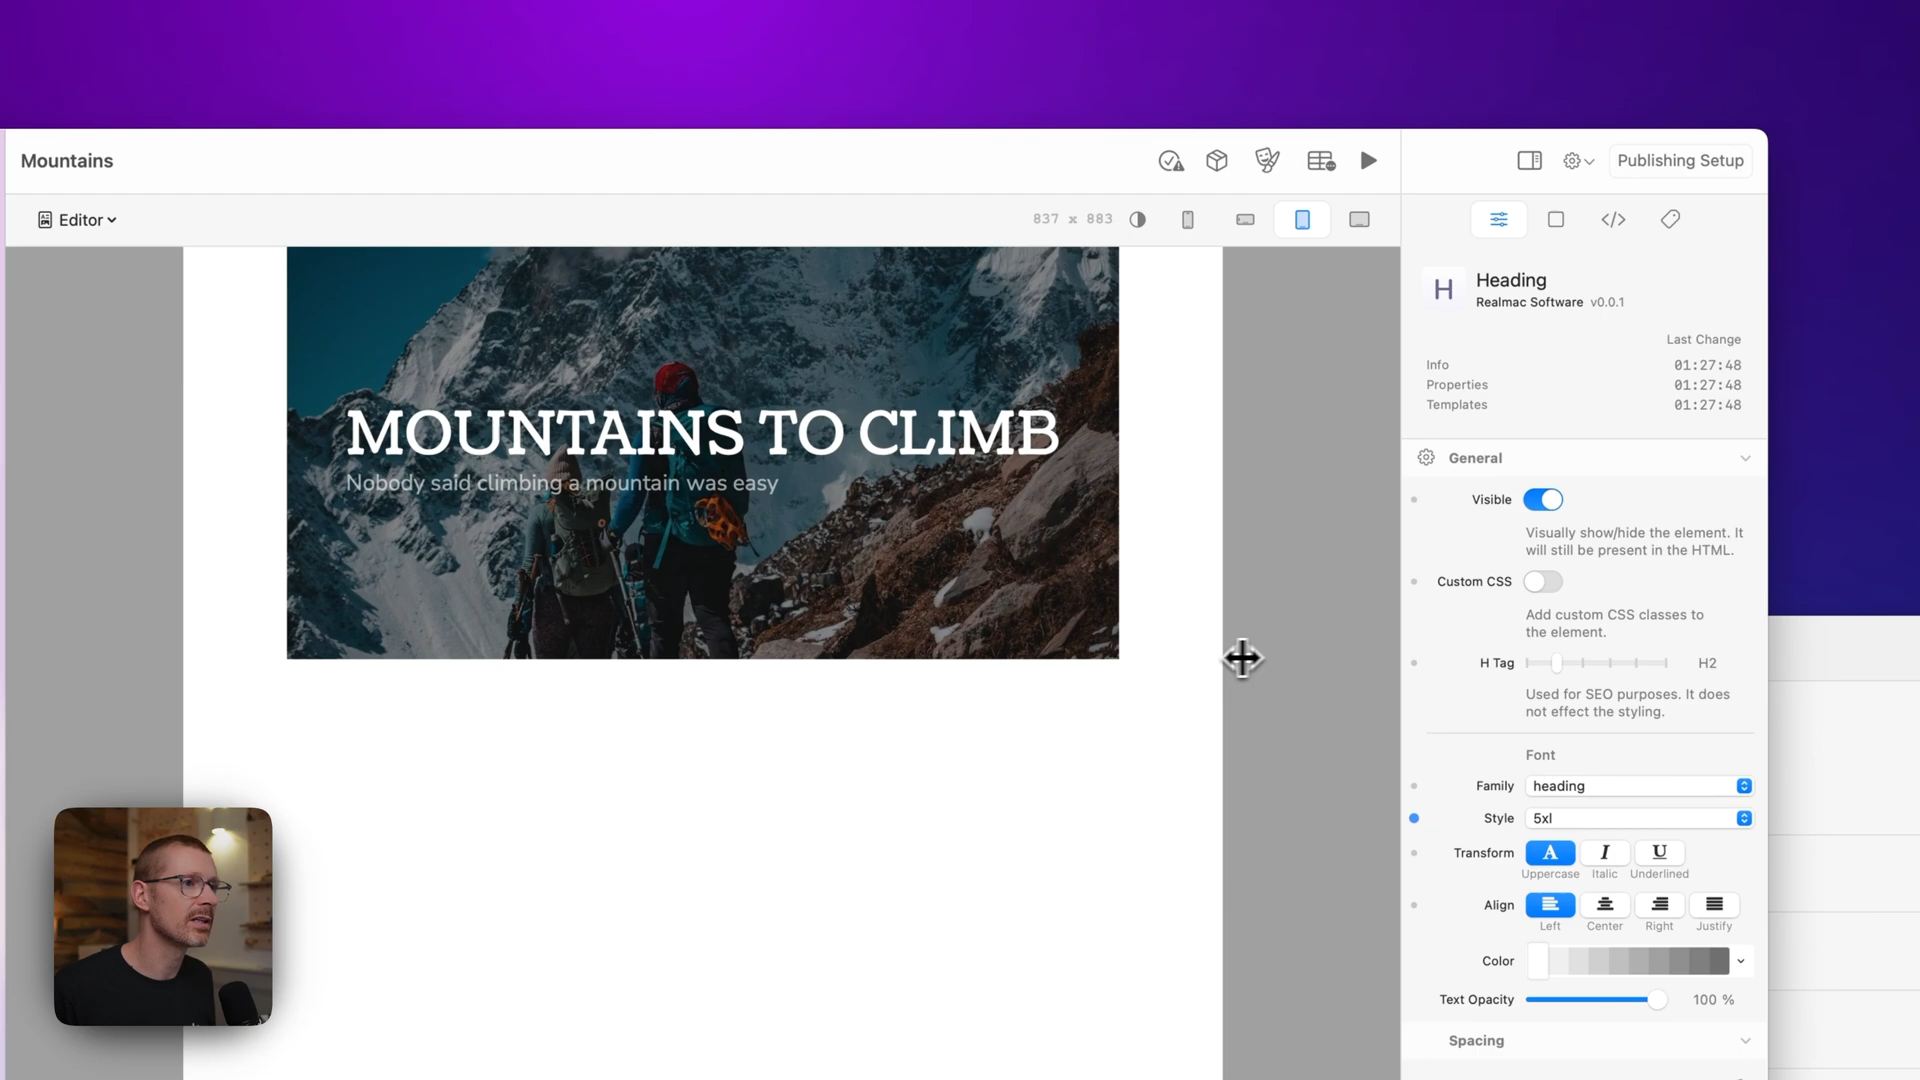 Mountains
Publishing Setup
Editor
837 x 883
H
Heading
Realmac Software v0.0.1
Last Change
Info 01:27:48
Properties 01:27:48
Templates 01:27:48
MOUNTAINS TO CLIMB
Nobody said climbing a mountain was easy
General
Visible
Visually show/hide the element. It
will still be present in the HTML.
Custom CSS
Add custom CSS classes to
the element.
H Tag H2
Used for SEO purposes. It does
not effect the styling.
Font
Family heading
Style 5xl
Transform A I U
Uppercase Italic Underlined
Align
Left Center Right Justify
Color
Text Opacity 100 %
Spacing